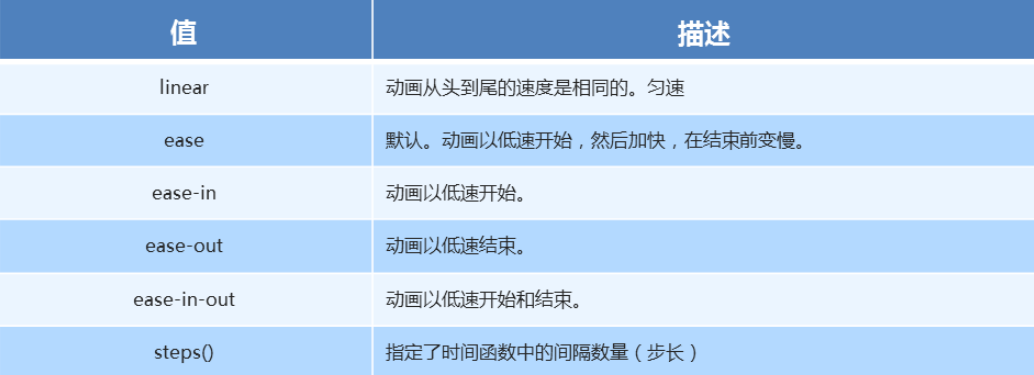 值 描述
linear 动画从头到尾的速度是相同的。匀速
ease 默认。动画以低速开始，然后加快，在结束前变慢。
ease-in 动画以低速开始。
ease-out 动画以低速结束。
ease-in-out 动画以低速开始和结束。
steps() 指定了时间函数中的间隔数量（步长）